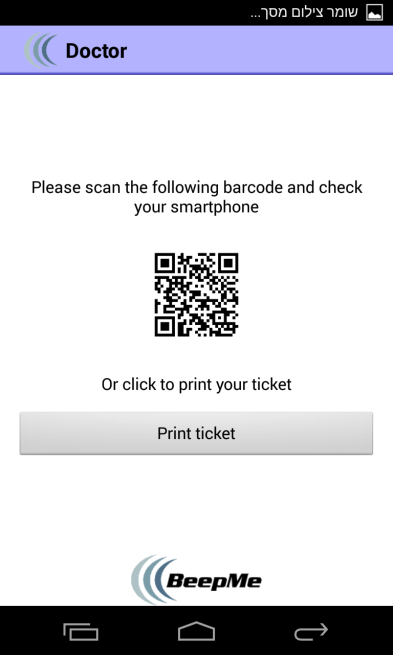 שומר צילום מסך...
Doctor
Please scan the following barcode and check
your smartphone
Or click to print your ticket
Print ticket
BeepMe